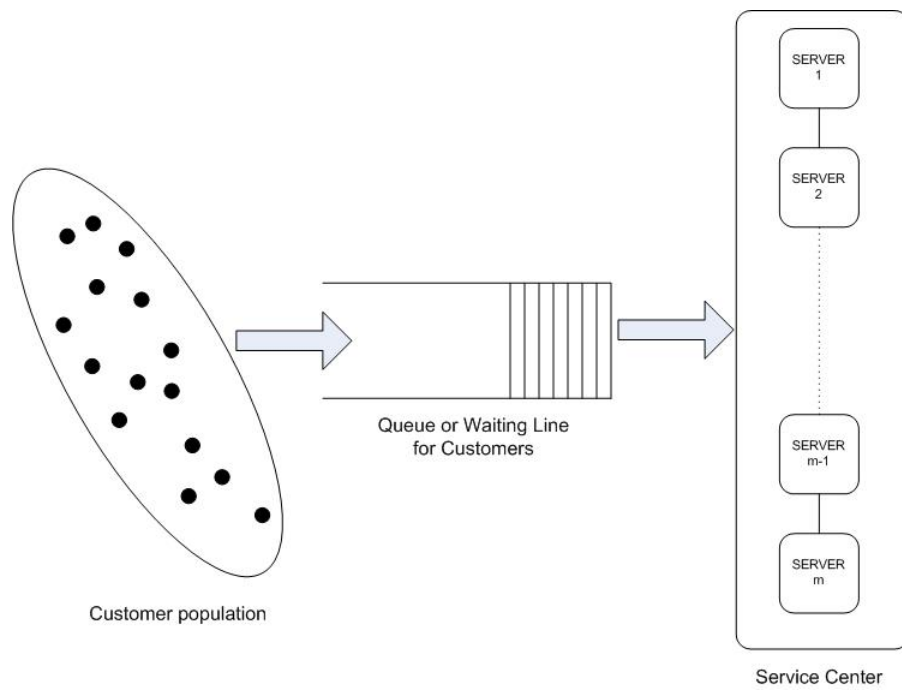 SERVER
1
SERVER
2
Queue or Waiting Line
for Customers
SERVER
m-1
SERVER
m
Customer population
Service Center